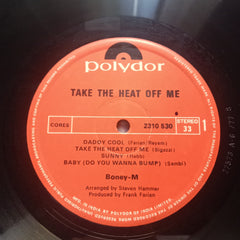 polydor
TAKE THE HEAT OFF ME
CORES
2310 530
STEREO
33
1
DADDY COOL (Farian/Reyam)
TAKE THE HEAT OFF ME (Bigazzi)
SUNNY (Hebb)
BABY (DO YOU WANNA BUMP) (Sambi)
Boney-M
Arranged by Steven Hammer
Produced by Frank Farian